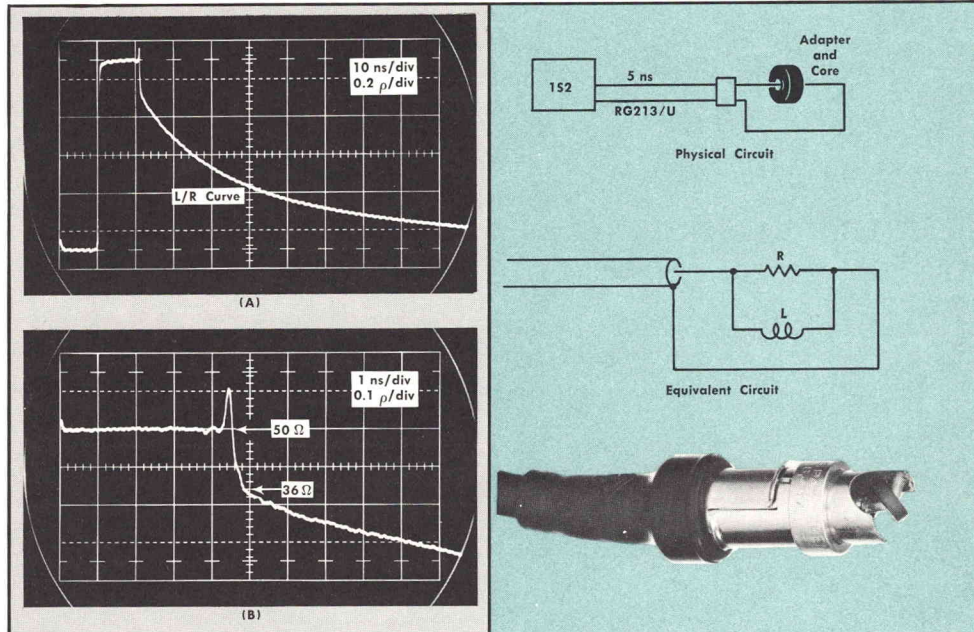 10 ns/div
0.2 ρ/div
L/R Curve
(A)
1 ns/div
0.1 ρ/div
50 Ω
36 Ω
(B)
Adapter
and
Core
1S2
5 ns
RG213/U
Physical Circuit
R
L
Equivalent Circuit